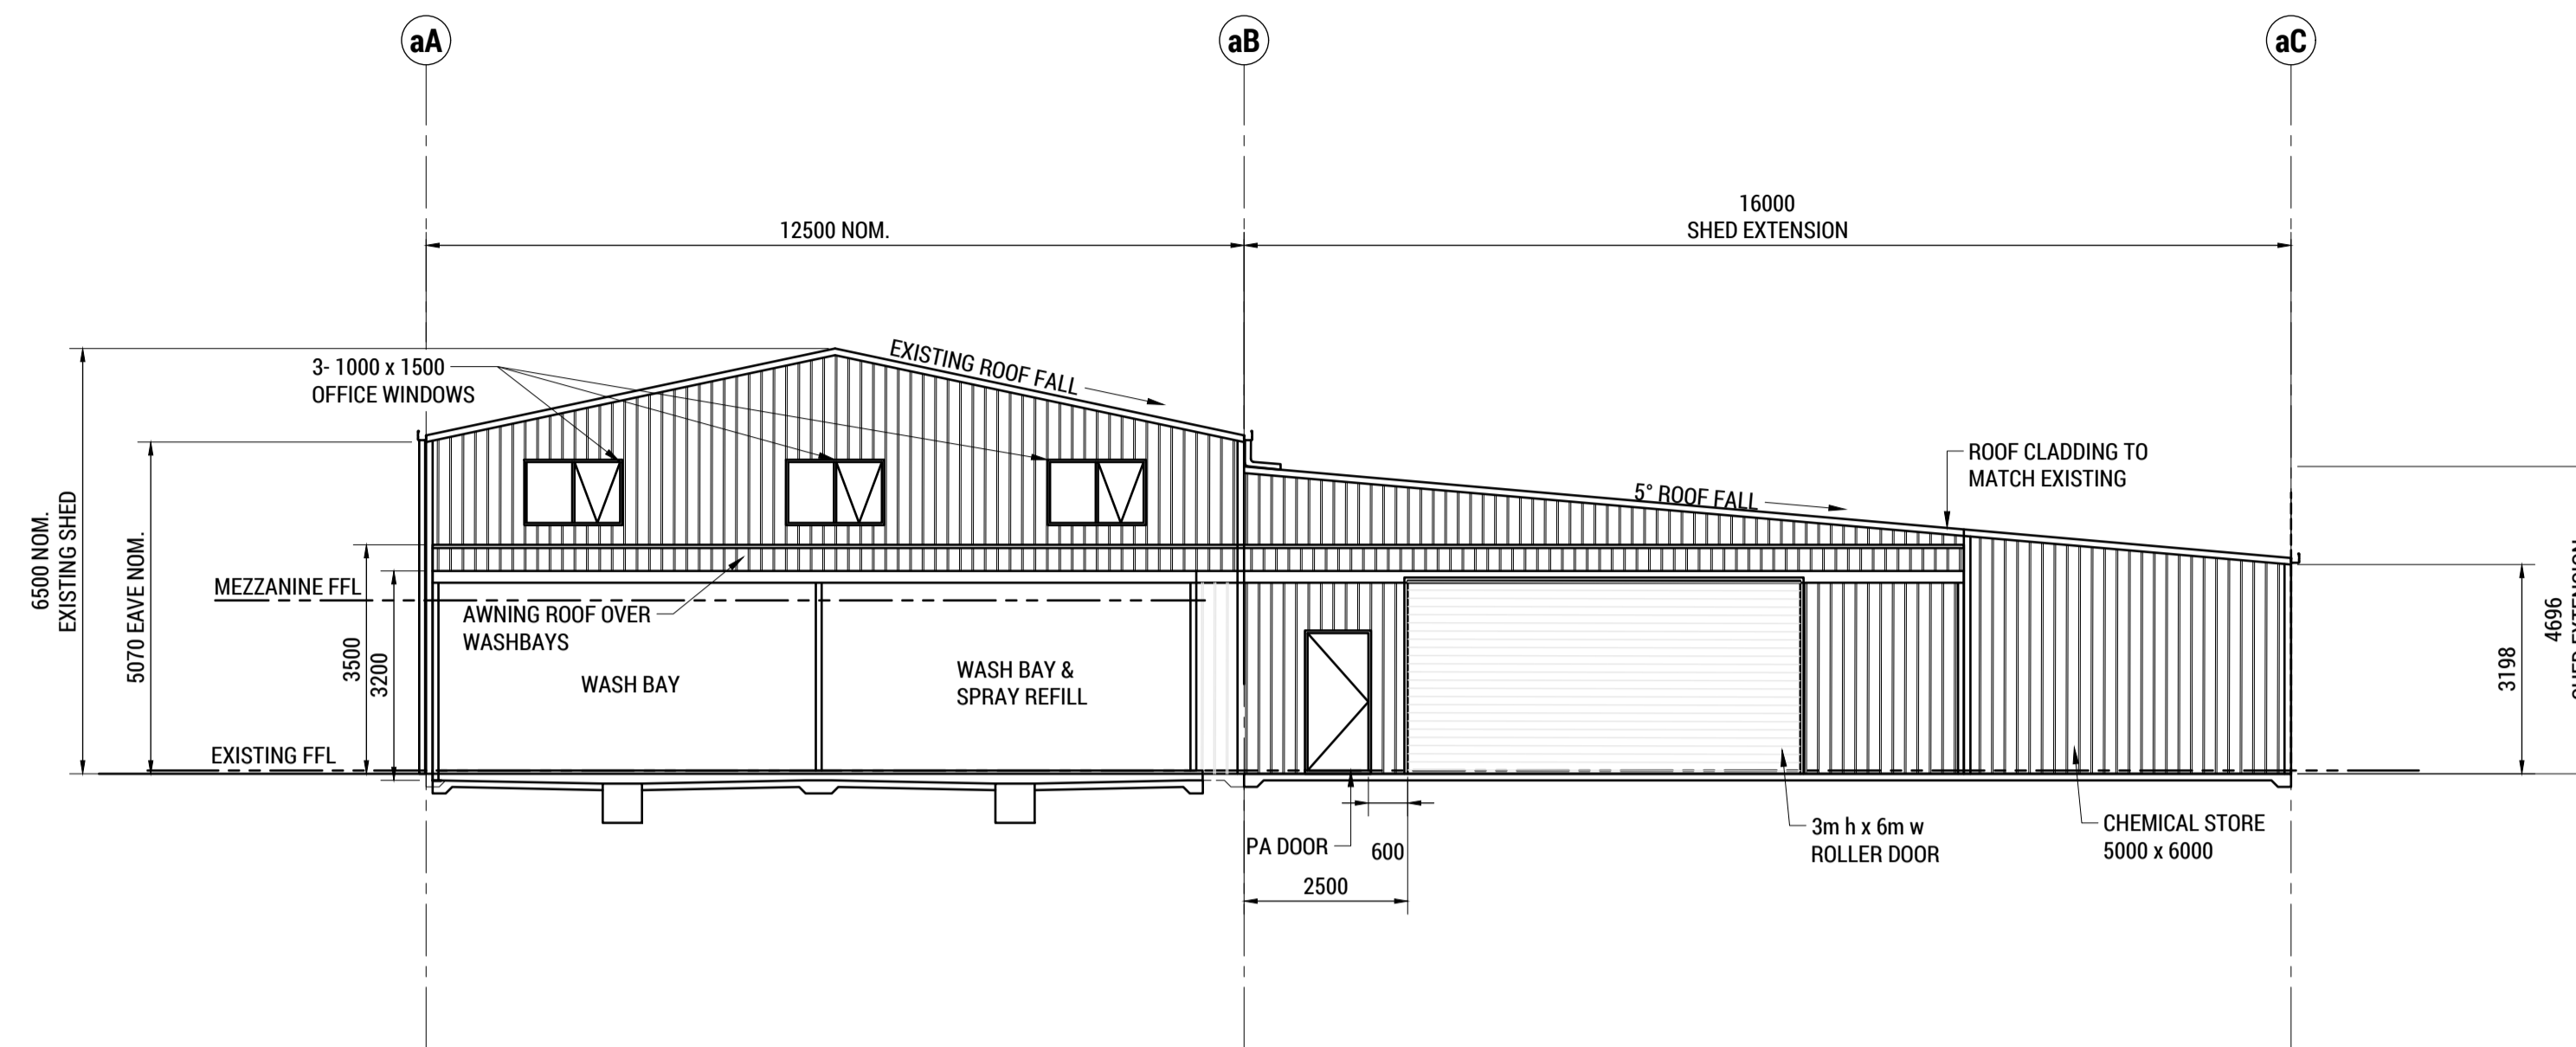 aA
aB
aC
16000
SHED EXTENSION
12500 NOM.
EXISTING ROOF FALL
3- 1000 x 1500
OFFICE WINDOWS
ROOF CLADDING TO
MATCH EXISTING
5° ROOF FALL
6500 NOM.
EXISTING SHED
5070 EAVE NOM.
MEZZANINE FFL
AWNING ROOF OVER
WASHBAYS
3500
3200
WASH BAY
WASH BAY &
SPRAY REFILL
EXISTING FFL
4696
3198
PA DOOR
600
2500
3m h x 6m w
ROLLER DOOR
CHEMICAL STORE
5000 x 6000